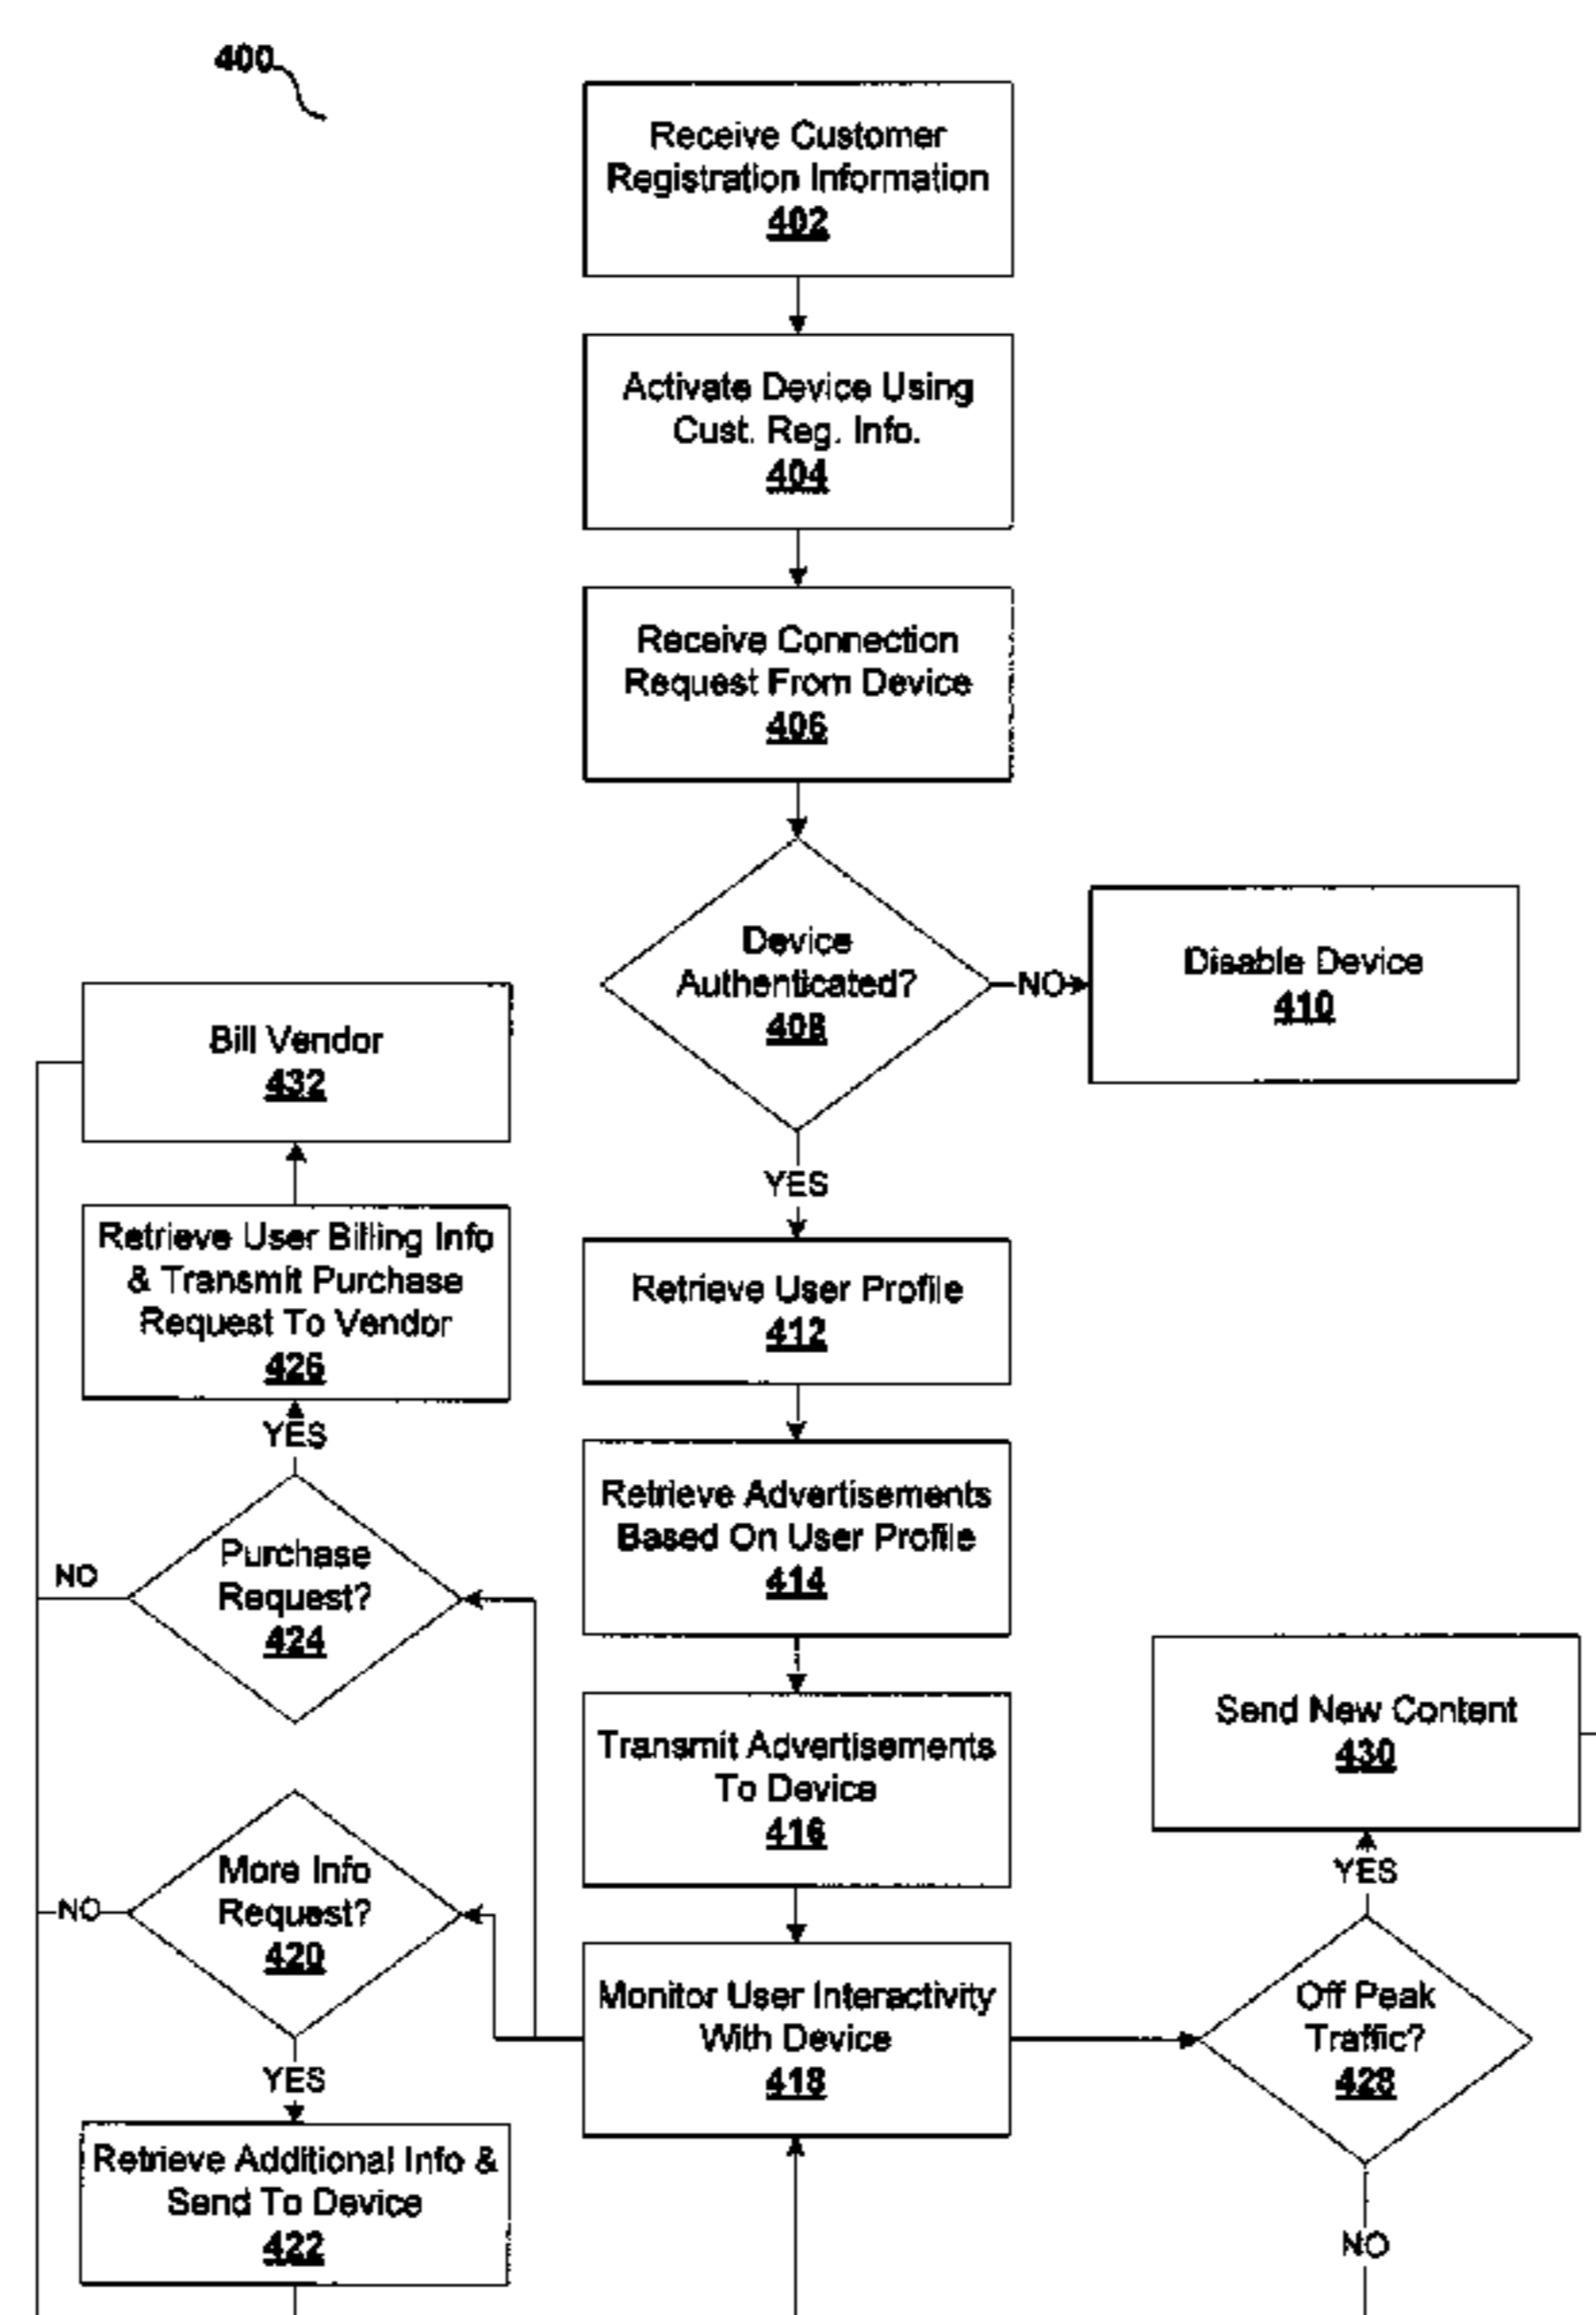 400
Receive Customer
Registration Information
402
Activate Device Using
Cust. Reg. Info.
404
Receive Connection
Request From Device
406
Device
Authenticated?
408
NO
Disable Device
410
YES
Bill Vendor
432
Retrieve User Billing Info
& Transmit Purchase
Request To Vendor
426
YES
Purchase
Request?
424
NO
Retrieve User Profile
412
Retrieve Advertisements
Based On User Profile
414
Transmit Advertisements
To Device
416
Send New Content
430
YES
More Info
Request?
420
NO
YES
Monitor User Interactivity
With Device
418
Off Peak
Traffic?
428
NO
Retrieve Additional Info &
Send To Device
422